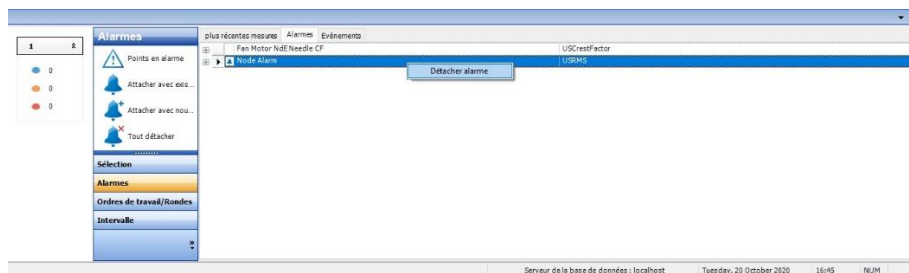 1
0
0
0
Alarmes
Points en alarme
Attacher avec exis...
Attacher avec nou...
Tout détacher
Sélection
Alarmes
Ordres de travail/Rondes
Intervalle
plus récentes mesures Alarmes Evènements
Fan Motor NdE Needle CF USCrestFactor
Node Alarm USRMS
Détacher alarme
Serveur de la base de données : localhost Tuesday, 20 October 2020 16:45 NUM